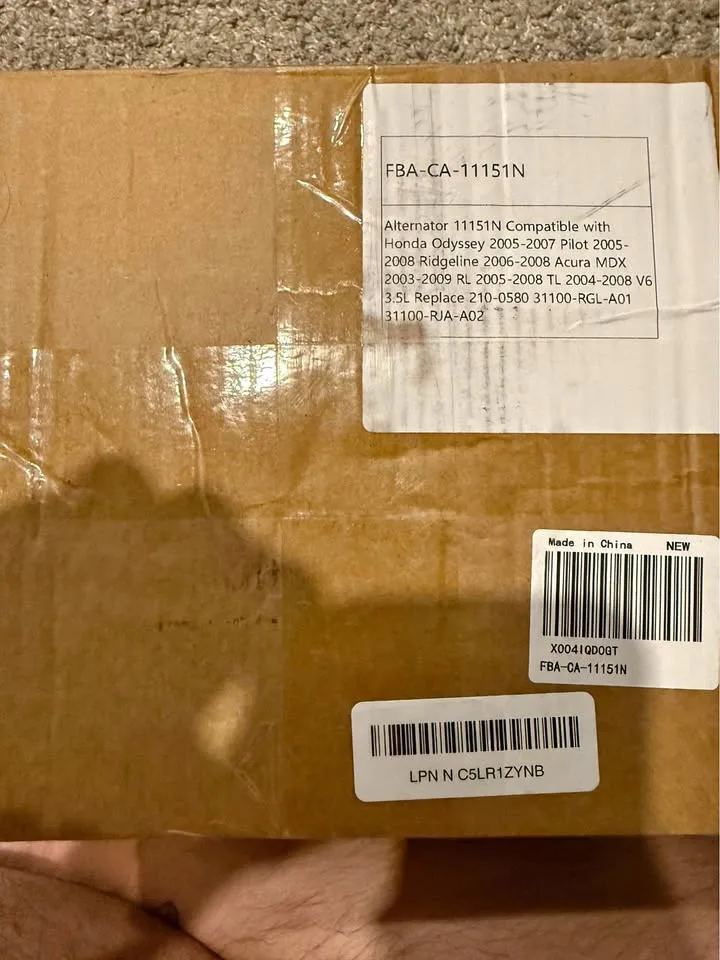 FBA-CA-11151N
Alternator 11151N Compatible with
Honda Odyssey 2005-2007 Pilot 2005-
2008 Ridgeline 2006-2008 Acura MDX
2003-2009 RL 2005-2008 TL 2004-2008 V6
3.5L Replace 210-0580 31100-RGL-A01
31100-RJA-A02
Made in China NEW
X004IQD0GT
FBA-CA-11151N
LPN N C5LR1ZYNB